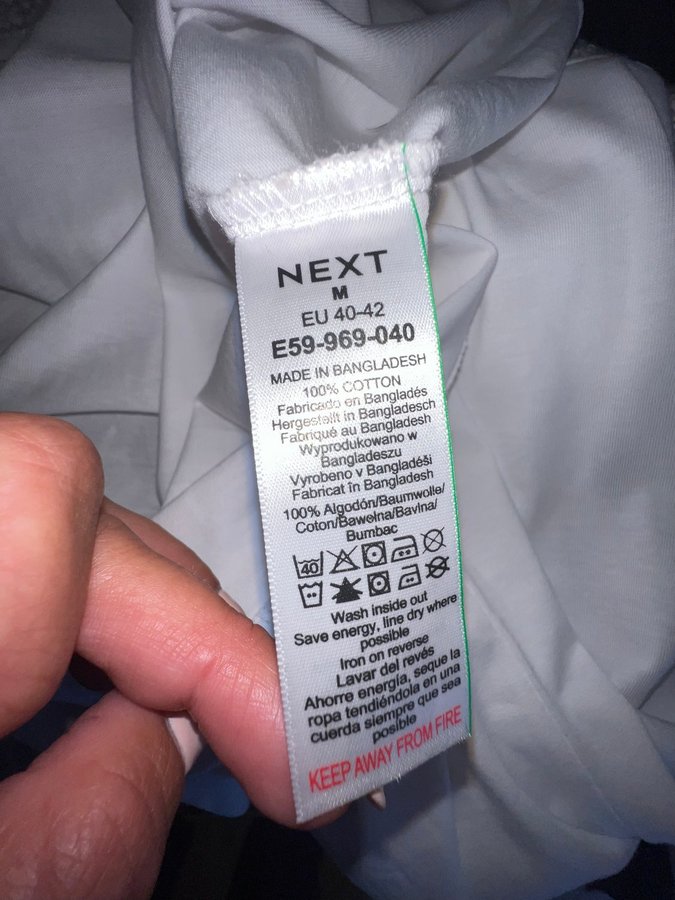 NEXT
M
EU 40-42
E59-969-040
MADE IN BANGLADESH
100% COTTON
Fabricado en Bangladés
Hergestellt in Bangladesch
Fabriqué au Bangladesh
Wyprodukowano w
Bangladeszu
Vyrobeno v Bangladéši
Fabricat în Bangladesh
100% Algodón/Baumwolle/
Coton/Bawełna/Bavlna/
Bumbac
40
Wash inside out
Save energy, line dry where
possible
Iron on reverse
Lavar del revés
Ahorre energía, seque la
ropa tendiéndola en una
cuerda siempre que sea
posible
KEEP AWAY FROM FIRE